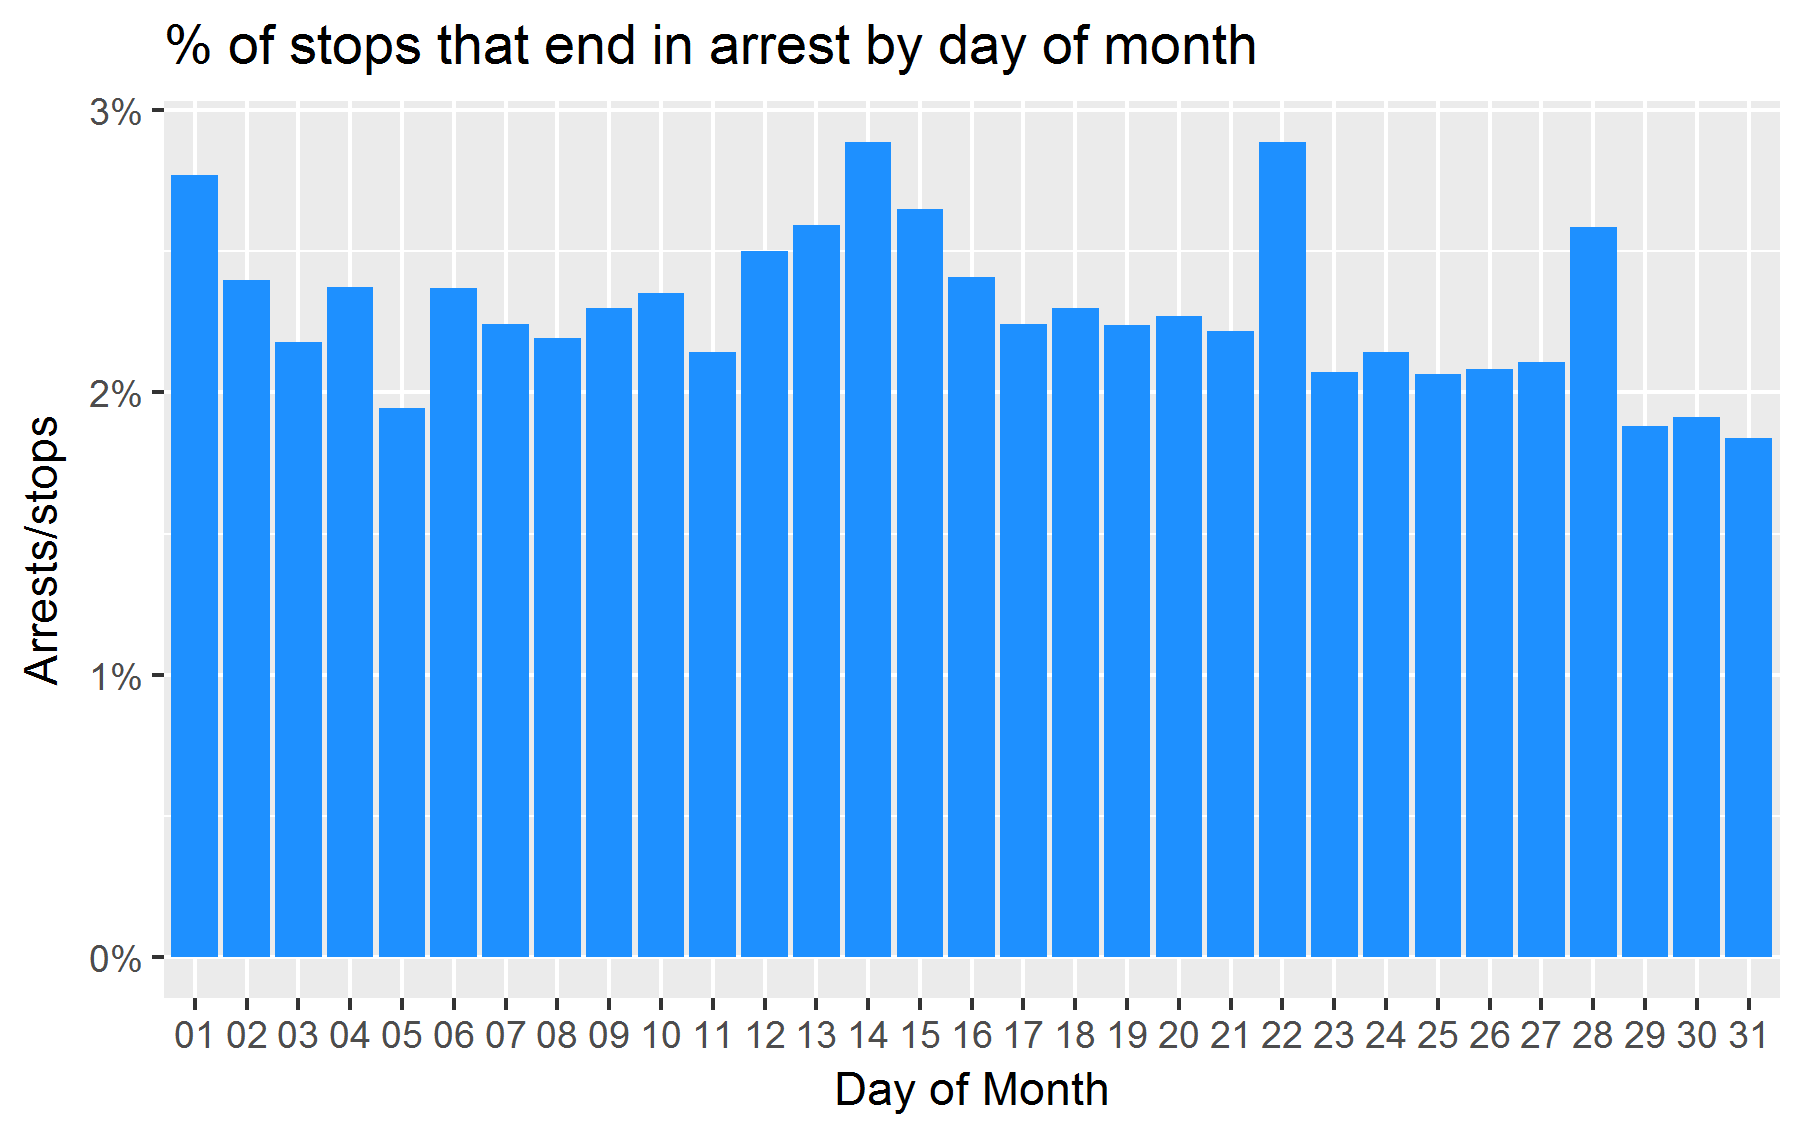 % of stops that end in arrest by day of month
3%
2%
1%
0%
Arrests/stops
01 02 03 04 05 06 07 08 09 10 11 12 13 14 15 16 17 18 19 20 21 22 23 24 25 26 27 28 29 30 31
Day of Month